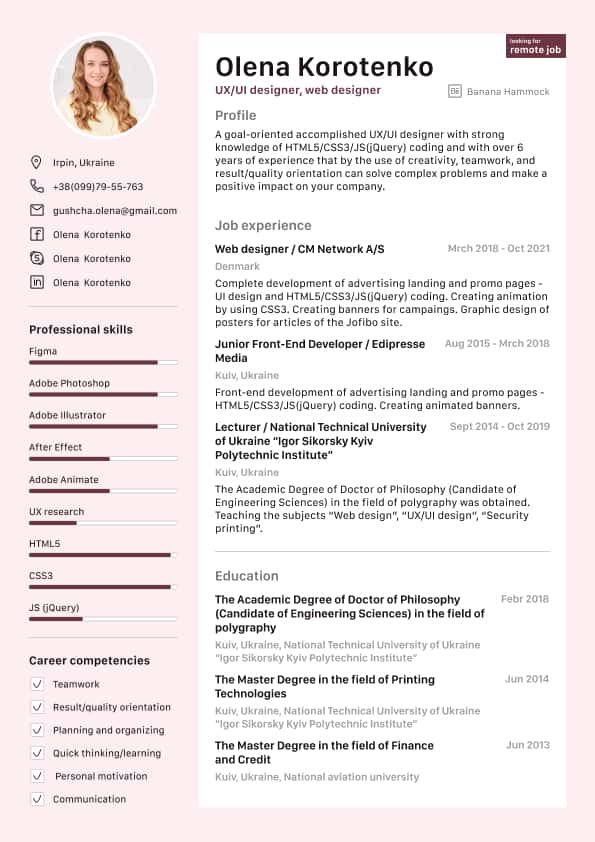 Irpin, Ukraine
+38(099)79-55-763
gushcha.olena@gmail.com
Olena Korotenko
Olena Korotenko
Olena Korotenko
Professional skills
Figma
Adobe Photoshop
Adobe Illustrator
After Effect
Adobe Animate
UX research
HTML5
CSS3
JS (jQuery)
Career competencies
Teamwork
Result/quality orientation
Planning and organizing
Quick thinking/learning
Personal motivation
Communication
looking for
remote job
Olena Korotenko
UX/UI designer, web designer
Bē Banana Hammock
Profile
A goal-oriented accomplished UX/UI designer with strong
knowledge of HTML5/CSS3/JS(jQuery) coding and with over 6
years of experience that by the use of creativity, teamwork, and
result/quality orientation can solve complex problems and make a
positive impact on your company.
Job experience
Web designer / CM Network A/S Mrch 2018 - Oct 2021
Denmark
Complete development of advertising landing and promo pages -
UI design and HTML5/CSS3/JS(jQuery) coding. Creating animation
by using CSS3. Creating banners for campaings. Graphic design of
posters for articles of the Jofibo site.
Junior Front-End Developer / Edipresse Aug 2015 - Mrch 2018
Media
Kuiv, Ukraine
Front-end development of advertising landing and promo pages -
HTML5/CSS3/JS(jQuery) coding. Creating animated banners.
Lecturer / National Technical University Sept 2014 - Oct 2019
of Ukraine “Igor Sikorsky Kyiv
Polytechnic Institute”
Kuiv, Ukraine
The Academic Degree of Doctor of Philosophy (Candidate of
Engineering Sciences) in the field of polygraphy was obtained.
Teaching the subjects “Web design”, “UX/UI design”, “Security
printing”.
Education
The Academic Degree of Doctor of Philosophy Febr 2018
(Candidate of Engineering Sciences) in the field of
polygraphy
Kuiv, Ukraine, National Technical University of Ukraine
“Igor Sikorsky Kyiv Polytechnic Institute”
The Master Degree in the field of Printing Jun 2014
Technologies
Kuiv, Ukraine, National Technical University of Ukraine
“Igor Sikorsky Kyiv Polytechnic Institute”
The Master Degree in the field of Finance Jun 2013
and Credit
Kuiv, Ukraine, National aviation university